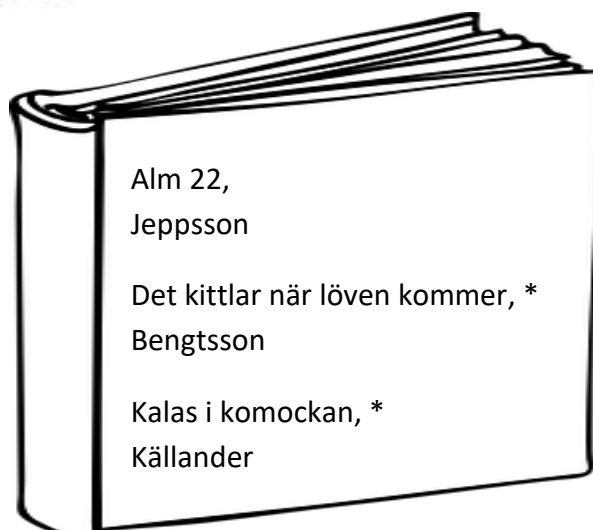 Alm 22,
Jeppsson
Det kittlar när löven kommer, *
Bengtsson
Kalas i komockan, *
Källander